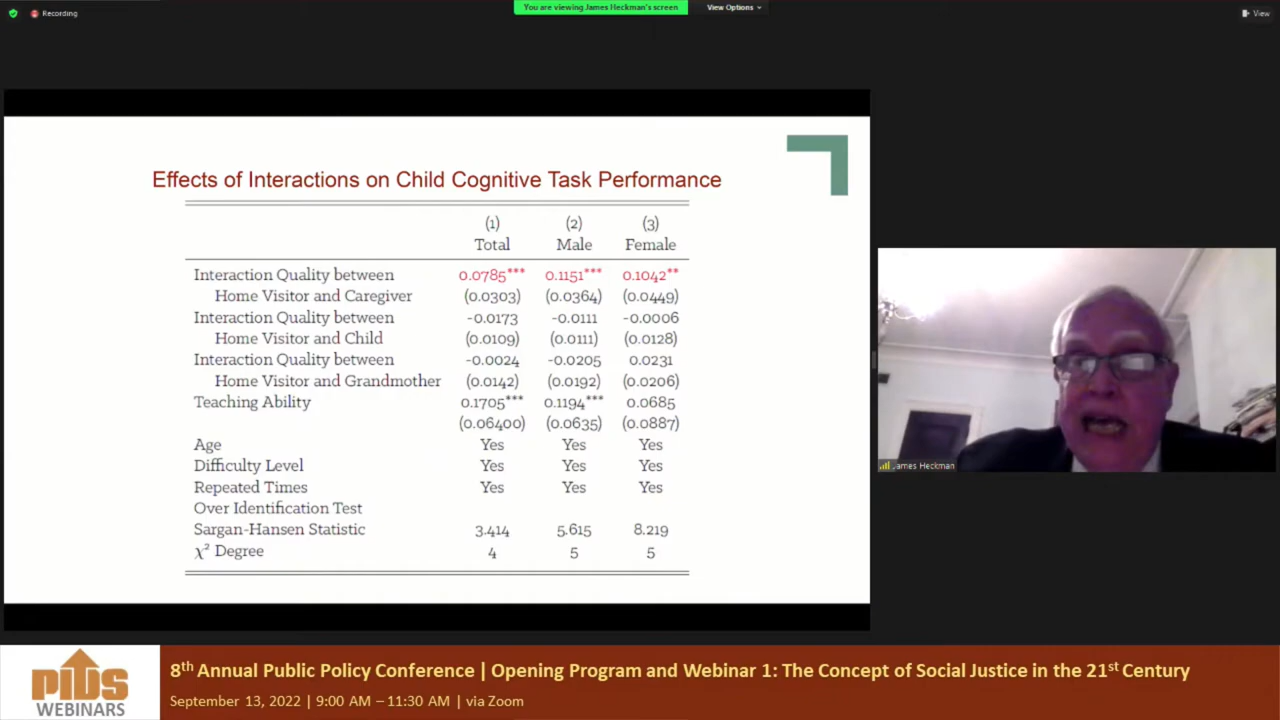 Recording
You are viewing James Heckman's screen
View Options
View
Effects of Interactions on Child Cognitive Task Performance
(1) (2) (3)
Total Male Female
Interaction Quality between 0.0785*** 0.1151*** 0.1042**
Home Visitor and Caregiver (0.0303) (0.0364) (0.0449)
Interaction Quality between -0.0173 -0.0111 -0.0006
Home Visitor and Child (0.0109) (0.0111) (0.0128)
Interaction Quality between -0.0024 -0.0205 0.0231
Home Visitor and Grandmother (0.0142) (0.0192) (0.0206)
Teaching Ability 0.1705*** 0.1194*** 0.0685
(0.06400) (0.0635) (0.0887)
Age Yes Yes Yes
Difficulty Level Yes Yes Yes
Repeated Times Yes Yes Yes
Over Identification Test
Sargan-Hansen Statistic 3.414 5.615 8.219
χ² Degree 4 5 5
James Heckman
PIDS
WEBINARS
8th Annual Public Policy Conference | Opening Program and Webinar 1: The Concept of Social Justice in the 21st Century
September 13, 2022 | 9:00 AM – 11:30 AM | via Zoom